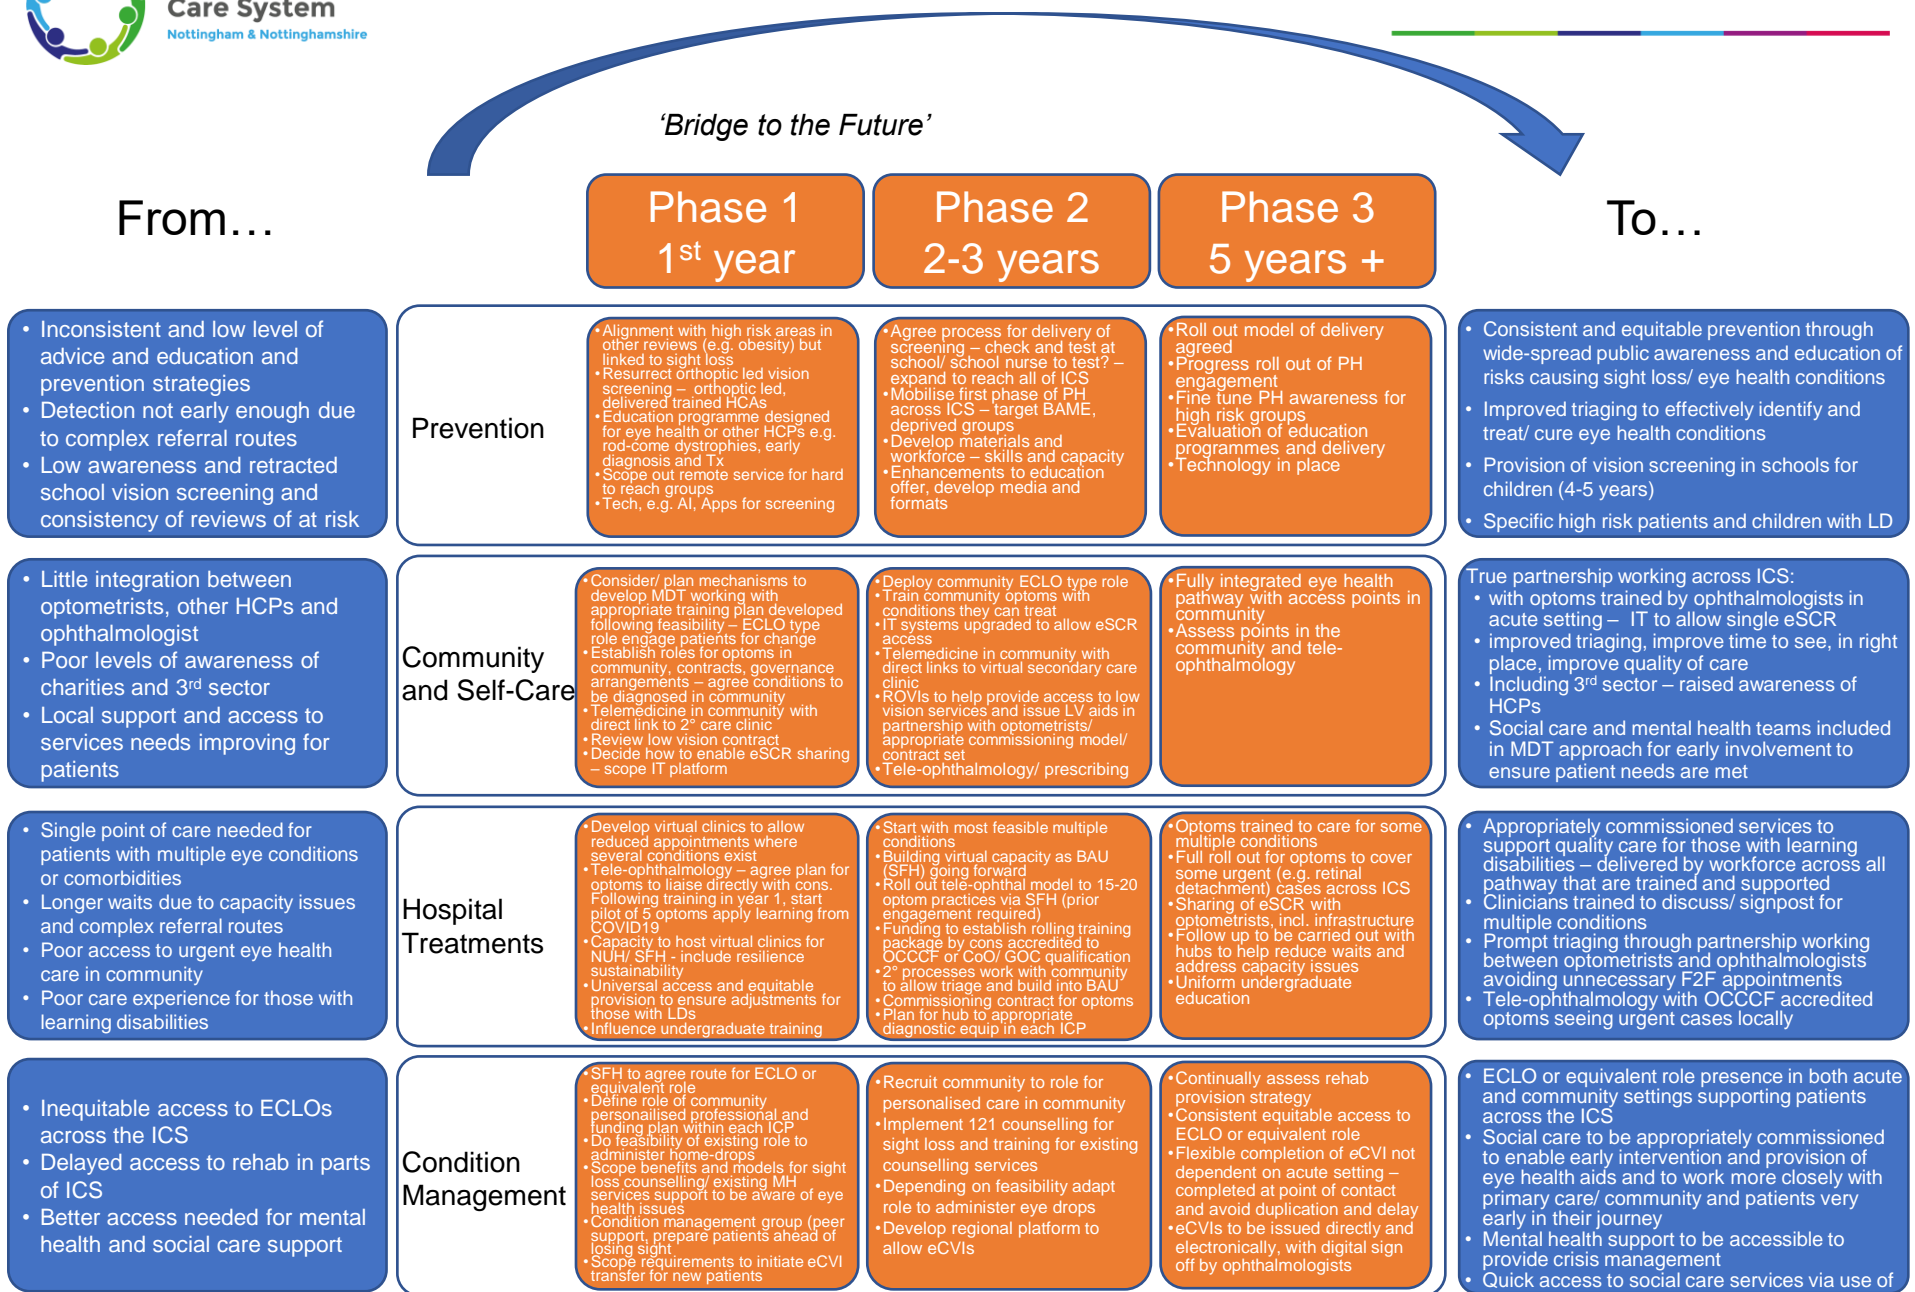 Care System
Nottingham & Nottinghamshire
'Bridge to the Future'
From…
Phase 1
1st year
Phase 2
2-3 years
Phase 3
5 years +
To…
• Inconsistent and low level of
advice and education and
prevention strategies
• Detection not early enough due
to complex referral routes
• Low awareness and retracted
school vision screening and
consistency of reviews of at risk
Prevention
•Alignment with high risk areas in
other reviews (e.g. obesity) but
linked to sight loss
•Resurrect orthoptic led vision
screening – orthoptic led,
delivered trained HCAs
•Education programme designed
for eye health or other HCPs e.g.
rod-come dystrophies, early
diagnosis and Tx
•Scope out remote service for hard
to reach groups
•Tech, e.g. AI, Apps for screening
•Agree process for delivery of
screening – check and test at
school/ school nurse to test? –
expand to reach all of ICS
•Mobilise first phase of PH
across ICS – target BAME,
deprived groups
•Develop materials and
workforce – skills and capacity
•Enhancements to education
offer, develop media and
formats
•Roll out model of delivery
agreed
•Progress roll out of PH
engagement
•Fine tune PH awareness for
high risk groups
•Evaluation of education
programmes and delivery
•Technology in place
• Consistent and equitable prevention through
wide-spread public awareness and education of
risks causing sight loss/ eye health conditions
• Improved triaging to effectively identify and
treat/ cure eye health conditions
• Provision of vision screening in schools for
children (4-5 years)
• Specific high risk patients and children with LD
• Little integration between
optometrists, other HCPs and
ophthalmologist
• Poor levels of awareness of
charities and 3rd sector
• Local support and access to
services needs improving for
patients
Community
and Self-Care
•Consider/ plan mechanisms to
develop MDT working with
appropriate training plan developed
following feasibility – ECLO type
role engage patients for change
•Establish roles for optoms in
community, contracts, governance
arrangements – agree conditions to
be diagnosed in community
•Telemedicine in community with
direct link to 2° care clinic
•Review low vision contract
•Decide how to enable eSCR sharing
– scope IT platform
•Deploy community ECLO type role
•Train community optoms with
conditions they can treat
•IT systems upgraded to allow eSCR
access
•Telemedicine in community with
direct links to virtual secondary care
clinic
•ROVIs to help provide access to low
vision services and issue LV aids in
partnership with optometrists/
appropriate commissioning model/
contract set
•Tele-ophthalmology/ prescribing
•Fully integrated eye health
pathway with access points in
community
•Assess points in the
community and tele-
ophthalmology
True partnership working across ICS:
• with optoms trained by ophthalmologists in
acute setting – IT to allow single eSCR
• improved triaging, improve time to see, in right
place, improve quality of care
• Including 3rd sector – raised awareness of
HCPs
• Social care and mental health teams included
in MDT approach for early involvement to
ensure patient needs are met
• Single point of care needed for
patients with multiple eye conditions
or comorbidities
• Longer waits due to capacity issues
and complex referral routes
• Poor access to urgent eye health
care in community
• Poor care experience for those with
learning disabilities
Hospital
Treatments
•Develop virtual clinics to allow
reduced appointments where
several conditions exist
•Tele-ophthalmology – agree plan for
optoms to liaise directly with cons.
Following training in year 1, start
pilot of 5 optoms apply learning from
COVID19
•Capacity to host virtual clinics for
NUH/ SFH - include resilience
sustainability
•Universal access and equitable
provision to ensure adjustments for
those with LDs
•Influence undergraduate training
•Start with most feasible multiple
conditions
•Building virtual capacity as BAU
(SFH) going forward
•Roll out tele-ophthal model to 15-20
optom practices via SFH (prior
engagement required)
•Funding to establish rolling training
package by cons accredited to
OCCCF or CoO/ GOC qualification
•2° processes work with community
to allow triage and build into BAU
•Commissioning contract for optoms
•Plan for hub to appropriate
diagnostic equip in each ICP
•Optoms trained to care for some
multiple conditions
•Full roll out for optoms to cover
some urgent (e.g. retinal
detachment) cases across ICS
•Sharing of eSCR with
optometrists, incl. infrastructure
•Follow up to be carried out with
hubs to help reduce waits and
address capacity issues
•Uniform undergraduate
education
• Appropriately commissioned services to
support quality care for those with learning
disabilities – delivered by workforce across all
pathway that are trained and supported
• Clinicians trained to discuss/ signpost for
multiple conditions
• Prompt triaging through partnership working
between optometrists and ophthalmologists
avoiding unnecessary F2F appointments
• Tele-ophthalmology with OCCCF accredited
optoms seeing urgent cases locally
• Inequitable access to ECLOs
across the ICS
• Delayed access to rehab in parts
of ICS
• Better access needed for mental
health and social care support
Condition
Management
•SFH to agree route for ECLO or
equivalent role
•Define role of community
personailised professional and
funding plan within each ICP
•Do feasibility of existing role to
administer home-drops
•Scope benefits and models for sight
loss counselling/ existing MH
services support to be aware of eye
health issues
•Condition management group (peer
support, prepare patients ahead of
losing sight
•Scope requirements to initiate eCVI
transfer for new patients
•Recruit community to role for
personalised care in community
•Implement 121 counselling for
sight loss and training for existing
counselling services
•Depending on feasibility adapt
role to administer eye drops
•Develop regional platform to
allow eCVIs
•Continually assess rehab
provision strategy
•Consistent equitable access to
ECLO or equivalent role
•Flexible completion of eCVI not
dependent on acute setting –
completed at point of contact
and avoid duplication and delay
•eCVIs to be issued directly and
electronically, with digital sign
off by ophthalmologists
• ECLO or equivalent role presence in both acute
and community settings supporting patients
across the ICS
• Social care to be appropriately commissioned
to enable early intervention and provision of
eye health aids and to work more closely with
primary care/ community and patients very
early in their journey
• Mental health support to be accessible to
provide crisis management
• Quick access to social care services via use of